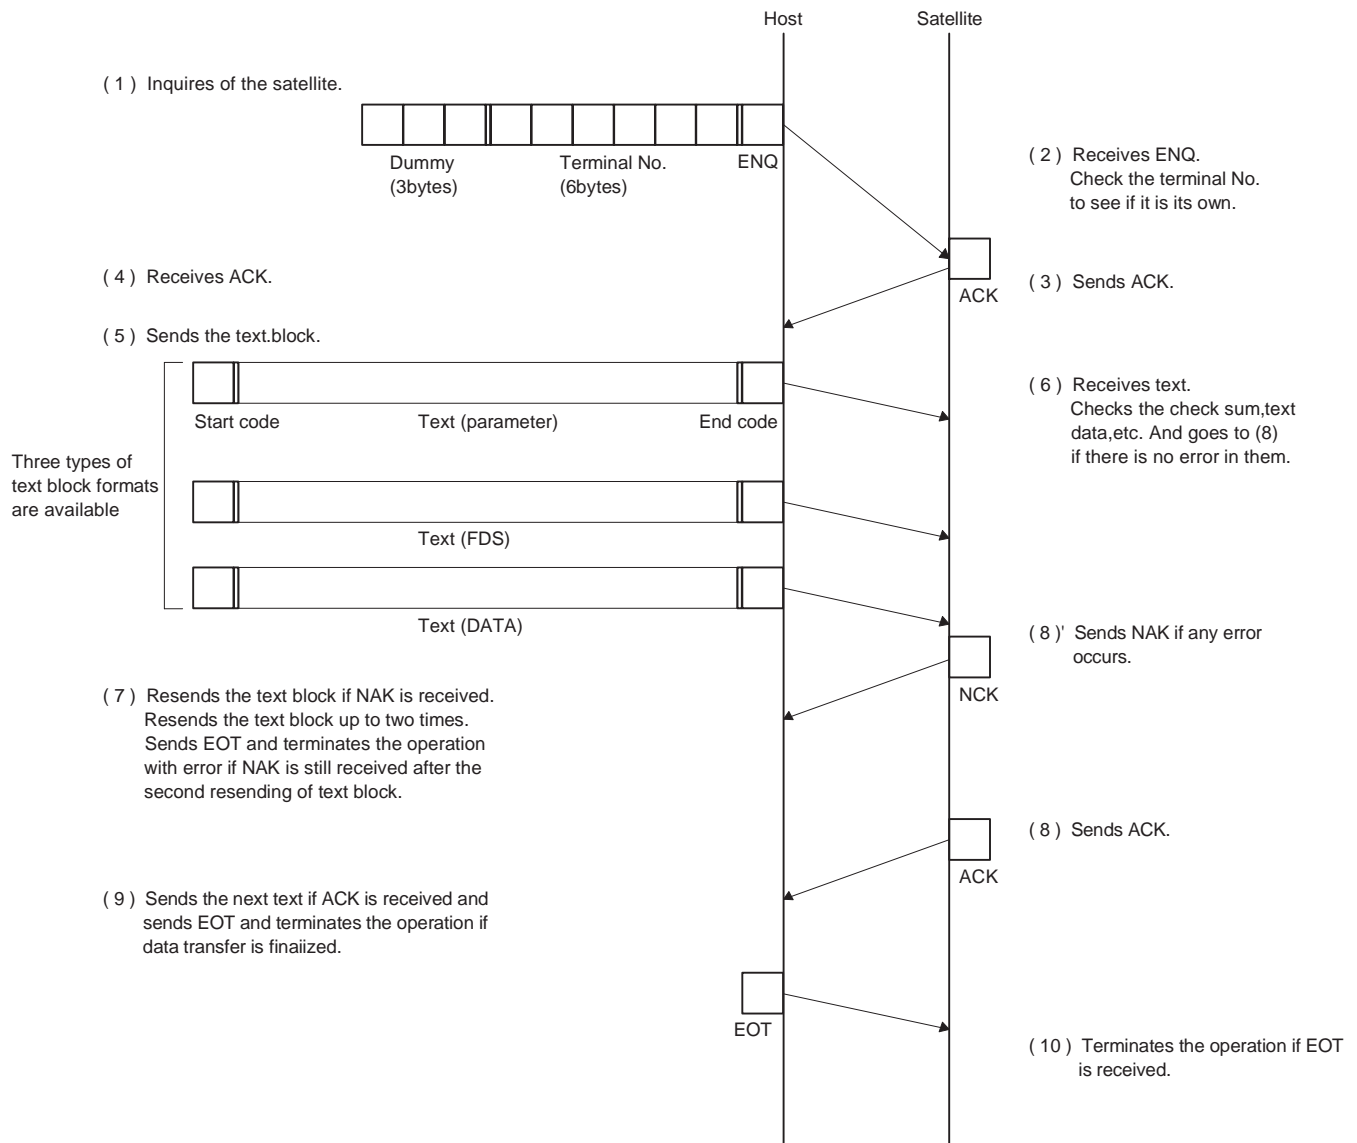 Host
Satellite
( 1 ) Inquires of the satellite.
Dummy
(3bytes)
Terminal No.
(6bytes)
ENQ
( 2 ) Receives ENQ.
Check the terminal No.
to see if it is its own.
ACK
( 3 ) Sends ACK.
( 4 ) Receives ACK.
( 5 ) Sends the text.block.
Start code
Text (parameter)
End code
( 6 ) Receives text.
Checks the check sum,text
data,etc. And goes to (8)
if there is no error in them.
Three types of
text block formats
are available
Text (FDS)
Text (DATA)
( 8 )' Sends NAK if any error
occurs.
NCK
( 7 ) Resends the text block if NAK is received.
Resends the text block up to two times.
Sends EOT and terminates the operation
with error if NAK is still received after the
second resending of text block.
( 8 ) Sends ACK.
ACK
( 9 ) Sends the next text if ACK is received and
sends EOT and terminates the operation if
data transfer is finaiized.
EOT
( 10 ) Terminates the operation if EOT
is received.